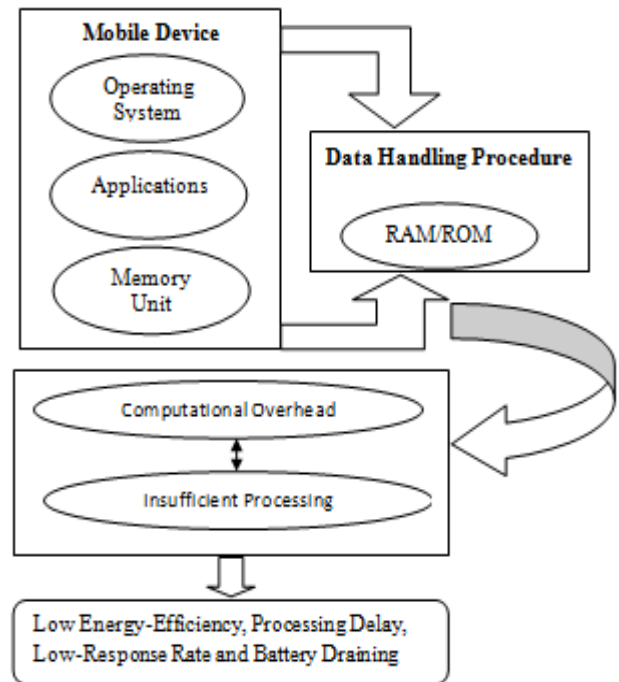 Mobile Device
Operating
System
Applications
Memory
Unit
Data Handling Procedure
RAM/ROM
Computational Overhead
Insufficient Processing
Low Energy-Efficiency, Processing Delay,
Low-Response Rate and Battery Draining